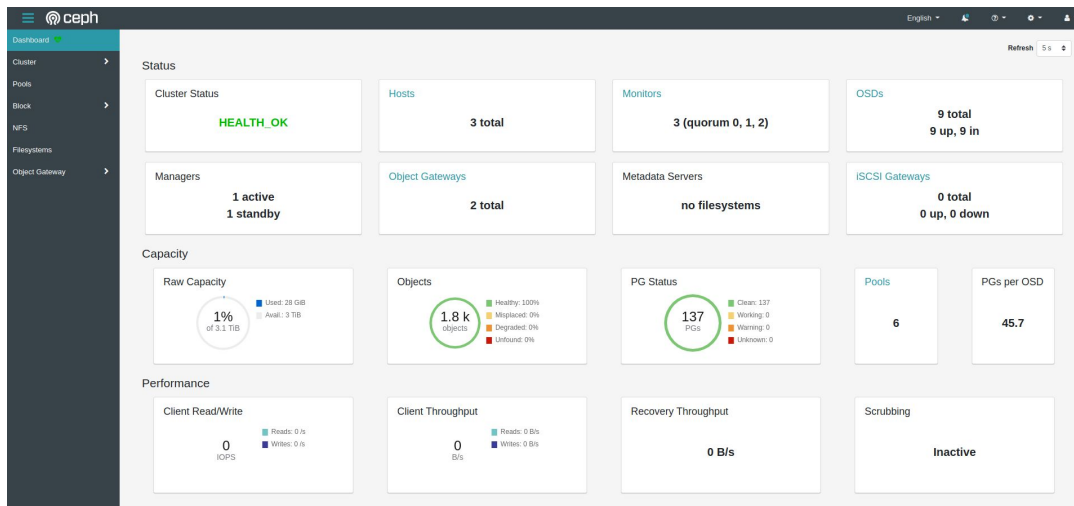 ceph
English
Dashboard
Cluster
Pools
Block
NFS
Filesystems
Object Gateway
Refresh 5 s
Status
Cluster Status
HEALTH_OK
Hosts
3 total
Monitors
3 (quorum 0, 1, 2)
OSDs
9 total
9 up, 9 in
Managers
1 active
1 standby
Object Gateways
2 total
Metadata Servers
no filesystems
iSCSI Gateways
0 total
0 up, 0 down
Capacity
Raw Capacity
1%
of 3.1 TiB
Used: 28 GiB
Avail.: 3 TiB
Objects
1.8 k
objects
Healthy: 100%
Misplaced: 0%
Degraded: 0%
Unfound: 0%
PG Status
137
PGs
Clean: 137
Working: 0
Warning: 0
Unknown: 0
Pools
6
PGs per OSD
45.7
Performance
Client Read/Write
0
IOPS
Reads: 0 /s
Writes: 0 /s
Client Throughput
0
B/s
Reads: 0 B/s
Writes: 0 B/s
Recovery Throughput
0 B/s
Scrubbing
Inactive